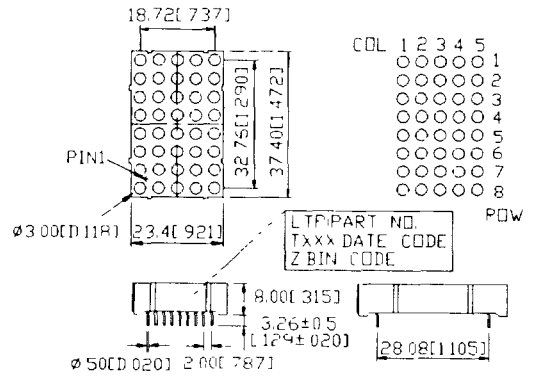 18.72[.737]
COL 1 2 3 4 5
1
2
3
4
5
6
7
8
ROW
32.76[1.290]
37.40[1.472]
PIN1
ø3.00[0.118]
23.4[.921]
LTP/PART NO.
TXXX DATE CODE
Z BIN CODE
8.00[.315]
3.26±0.5
[.129±.020]
ø.50[0.020]
2.00[.787]
28.08[1.105]